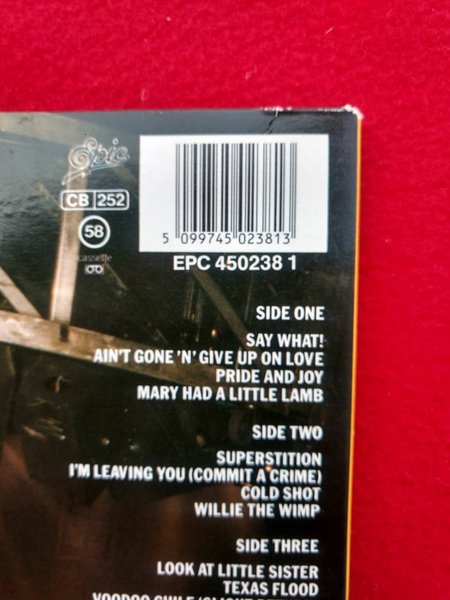 Epic
CB 252
58
cassette
5 099745 023813
EPC 450238 1
SIDE ONE
SAY WHAT!
AIN'T GONE 'N' GIVE UP ON LOVE
PRIDE AND JOY
MARY HAD A LITTLE LAMB
SIDE TWO
SUPERSTITION
I'M LEAVING YOU (COMMIT A CRIME)
COLD SHOT
WILLIE THE WIMP
SIDE THREE
LOOK AT LITTLE SISTER
TEXAS FLOOD